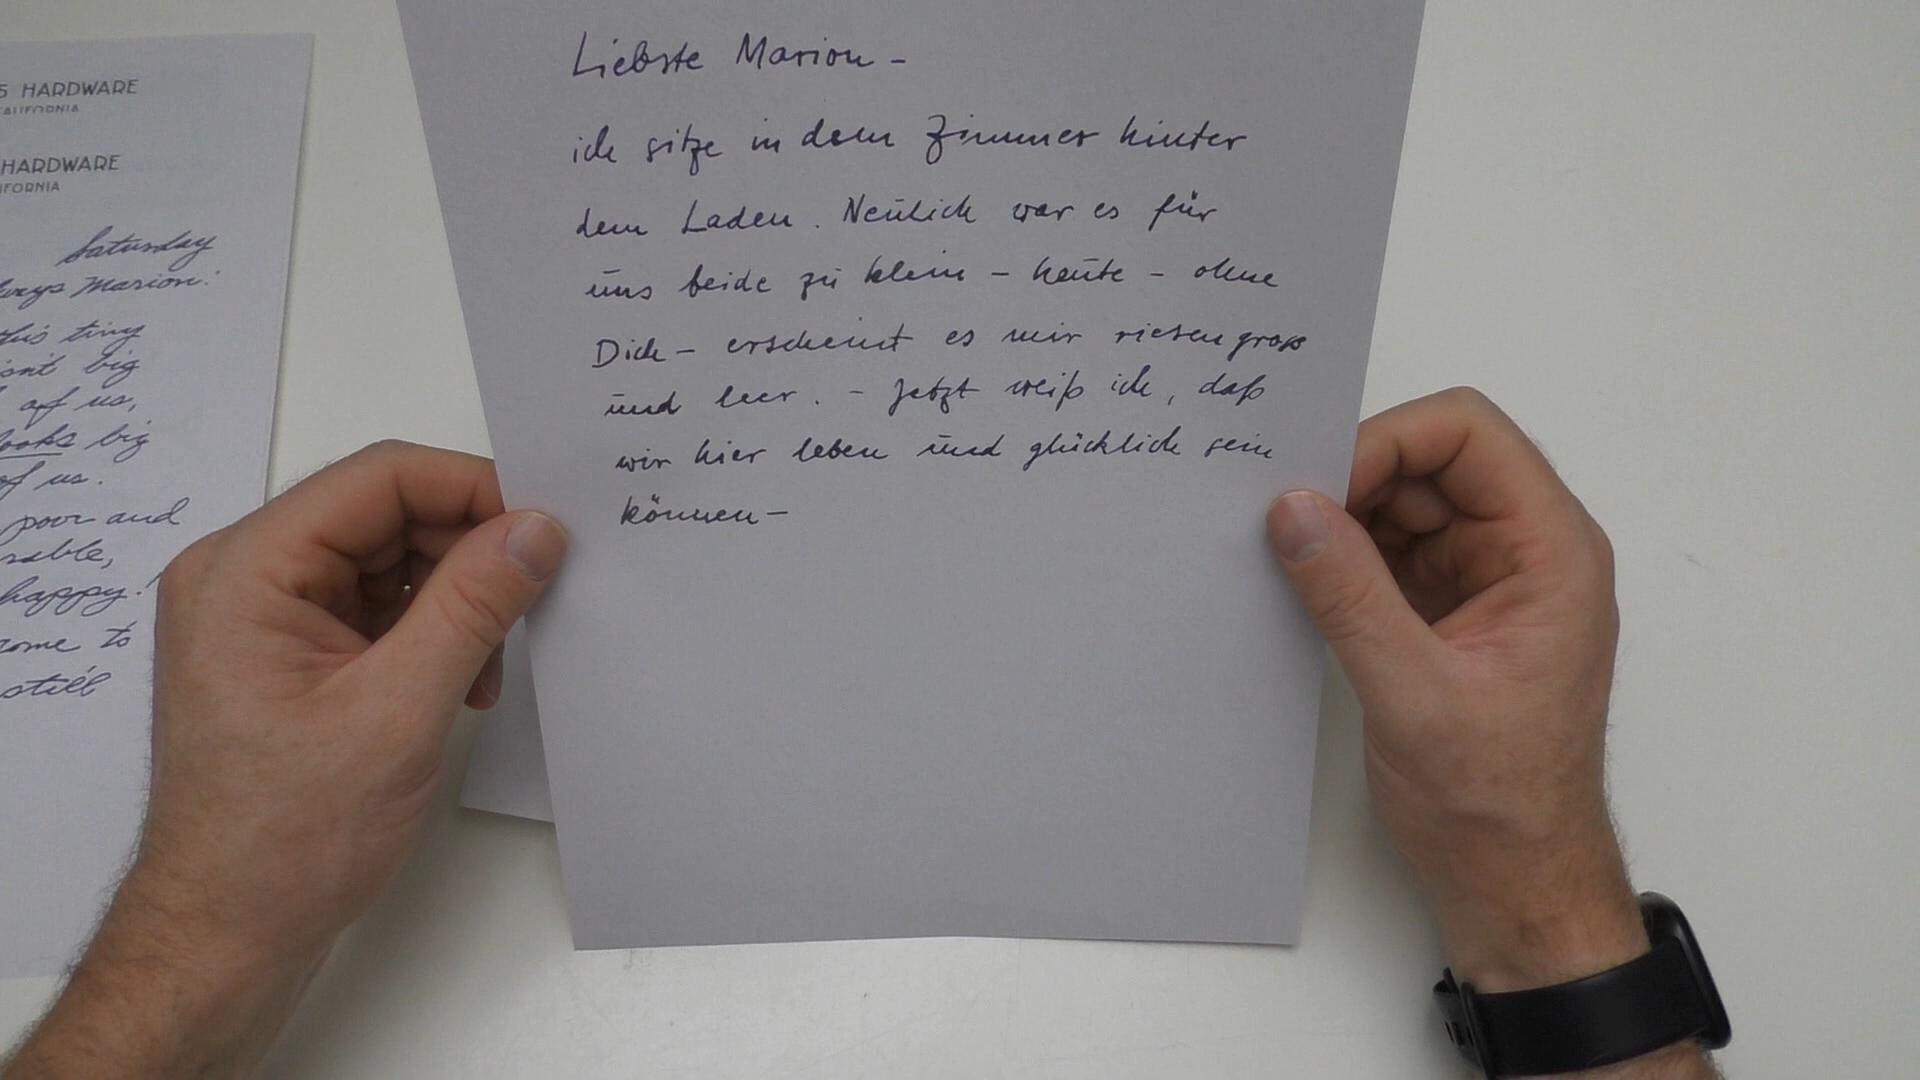 S HARDWARE
CALIFORNIA
HARDWARE
IFORNIA
Saturday
Marion:
this tiny
isn't big
of us,
looks big
of us.
poor and
happy!
come to
still
Liebste Marion –
ich sitze in dem Zimmer hinter
dem Laden. Neulich war es für
uns beide zu klein – heute – ohne
Dich – erscheint es mir riesengross
und leer. – Jetzt weiß ich, daß
wir hier leben und glücklich sein
können –